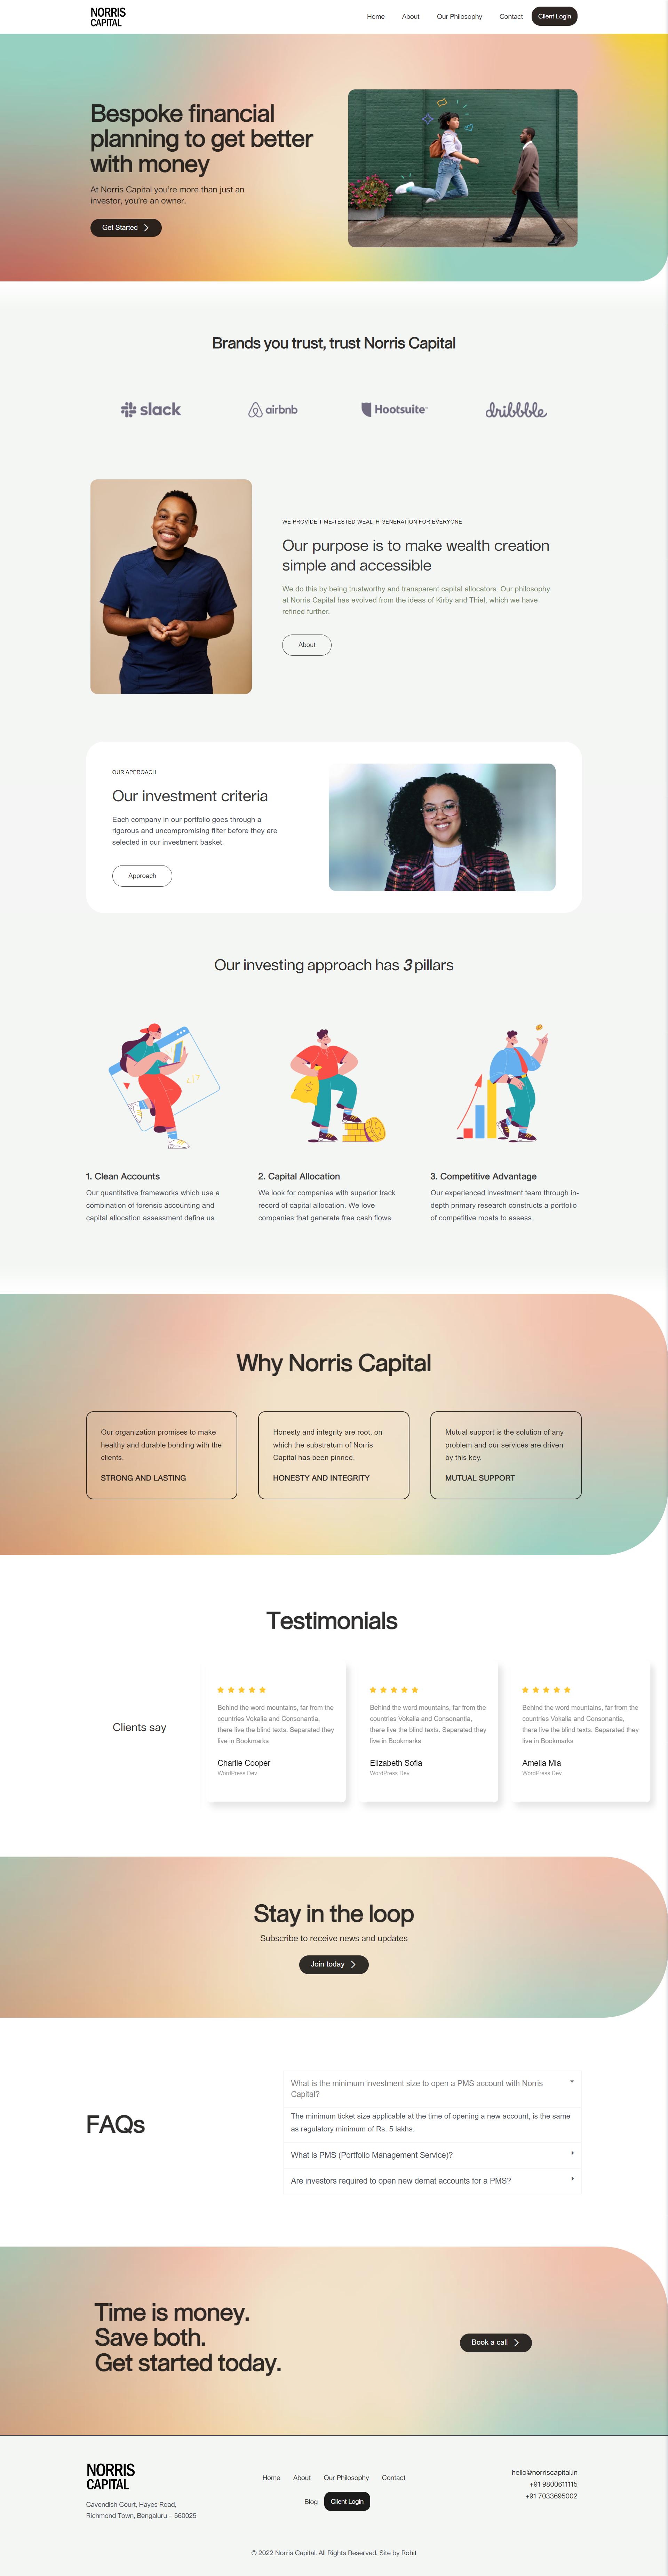 NORRIS
CAPITAL
Home About Our Philosophy Contact Client Login
Bespoke financial
planning to get better
with money
At Norris Capital you're more than just an
investor, you're an owner.
Get Started
Brands you trust, trust Norris Capital
slack airbnb Hootsuite dribbble
WE PROVIDE TIME-TESTED WEALTH GENERATION FOR EVERYONE
Our purpose is to make wealth creation
simple and accessible
We do this by being trustworthy and transparent capital allocators. Our philosophy
at Norris Capital has evolved from the ideas of Kirby and Thiel, which we have
refined further.
About
OUR APPROACH
Our investment criteria
Each company in our portfolio goes through a
rigorous and uncompromising filter before they are
selected in our investment basket.
Approach
Our investing approach has 3 pillars
1. Clean Accounts
Our quantitative frameworks which use a
combination of forensic accounting and
capital allocation assessment define us.
2. Capital Allocation
We look for companies with superior track
record of capital allocation. We love
companies that generate free cash flows.
3. Competitive Advantage
Our experienced investment team through in-
depth primary research constructs a portfolio
of competitive moats to assess.
Why Norris Capital
Our organization promises to make
healthy and durable bonding with the
clients.
STRONG AND LASTING
Honesty and integrity are root, on
which the substratum of Norris
Capital has been pinned.
HONESTY AND INTEGRITY
Mutual support is the solution of any
problem and our services are driven
by this key.
MUTUAL SUPPORT
Testimonials
Clients say
Behind the word mountains, far from the
countries Vokalia and Consonantia,
there live the blind texts. Separated they
live in Bookmarks
Charlie Cooper
WordPress Dev
Behind the word mountains, far from the
countries Vokalia and Consonantia,
there live the blind texts. Separated they
live in Bookmarks
Elizabeth Sofia
WordPress Dev
Behind the word mountains, far from the
countries Vokalia and Consonantia,
there live the blind texts. Separated they
live in Bookmarks
Amelia Mia
WordPress Dev
Stay in the loop
Subscribe to receive news and updates
Join today
FAQs
What is the minimum investment size to open a PMS account with Norris
Capital?
The minimum ticket size applicable at the time of opening a new account, is the same
as regulatory minimum of Rs. 5 lakhs.
What is PMS (Portfolio Management Service)?
Are investors required to open new demat accounts for a PMS?
Time is money.
Save both.
Get started today.
Book a call
NORRIS
CAPITAL
Cavendish Court, Hayes Road,
Richmond Town, Bengaluru – 560025
Home About Our Philosophy Contact
Blog Client Login
hello@norriscapital.in
+91 9800611115
+91 7033695002
© 2022 Norris Capital. All Rights Reserved. Site by Rohit